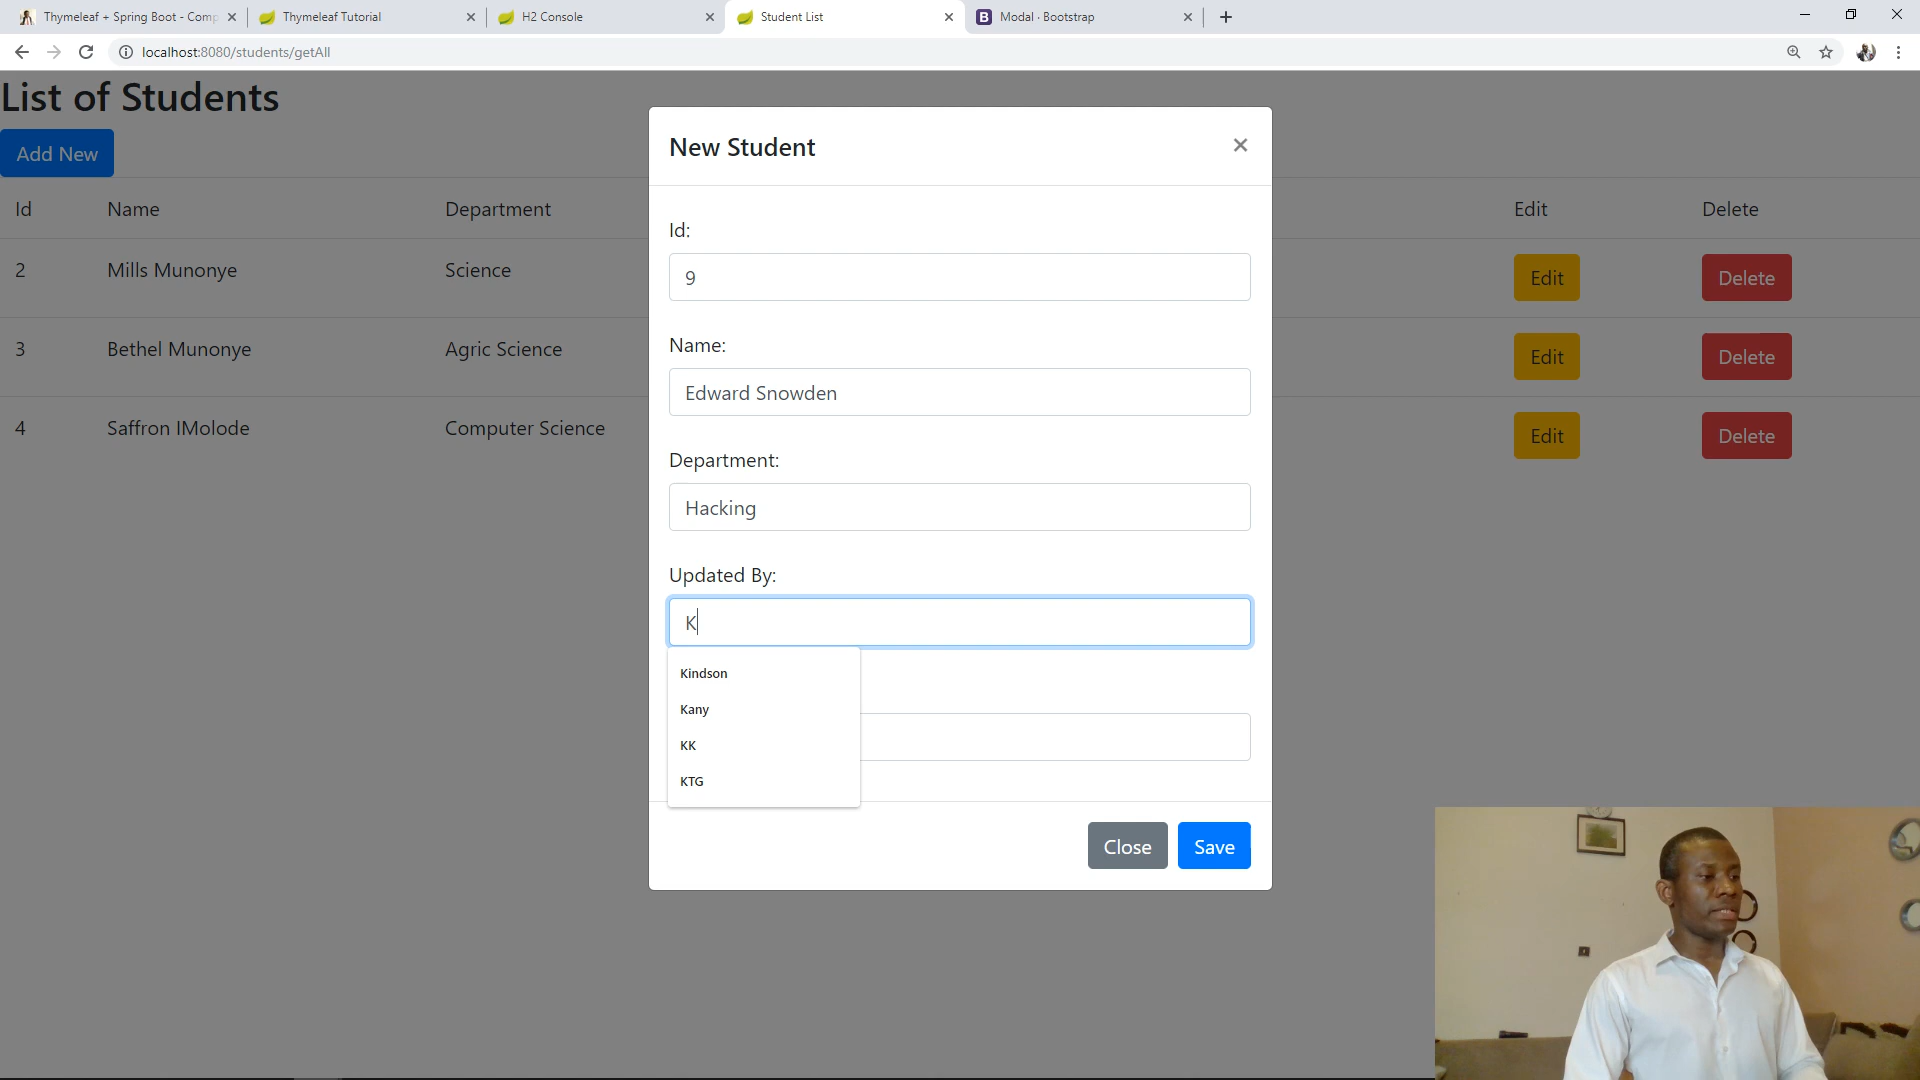 Thymeleaf + Spring Boot - Comp
Thymeleaf Tutorial
H2 Console
Student List
B Modal · Bootstrap
localhost:8080/students/getAll
List of Students
Add New
Id Name Department Edit Delete
2 Mills Munonye Science Edit Delete
3 Bethel Munonye Agric Science Edit Delete
4 Saffron IMolode Computer Science Edit Delete
New Student
Id:
9
Name:
Edward Snowden
Department:
Hacking
Updated By:
K
Kindson
Kany
KK
KTG
Close Save